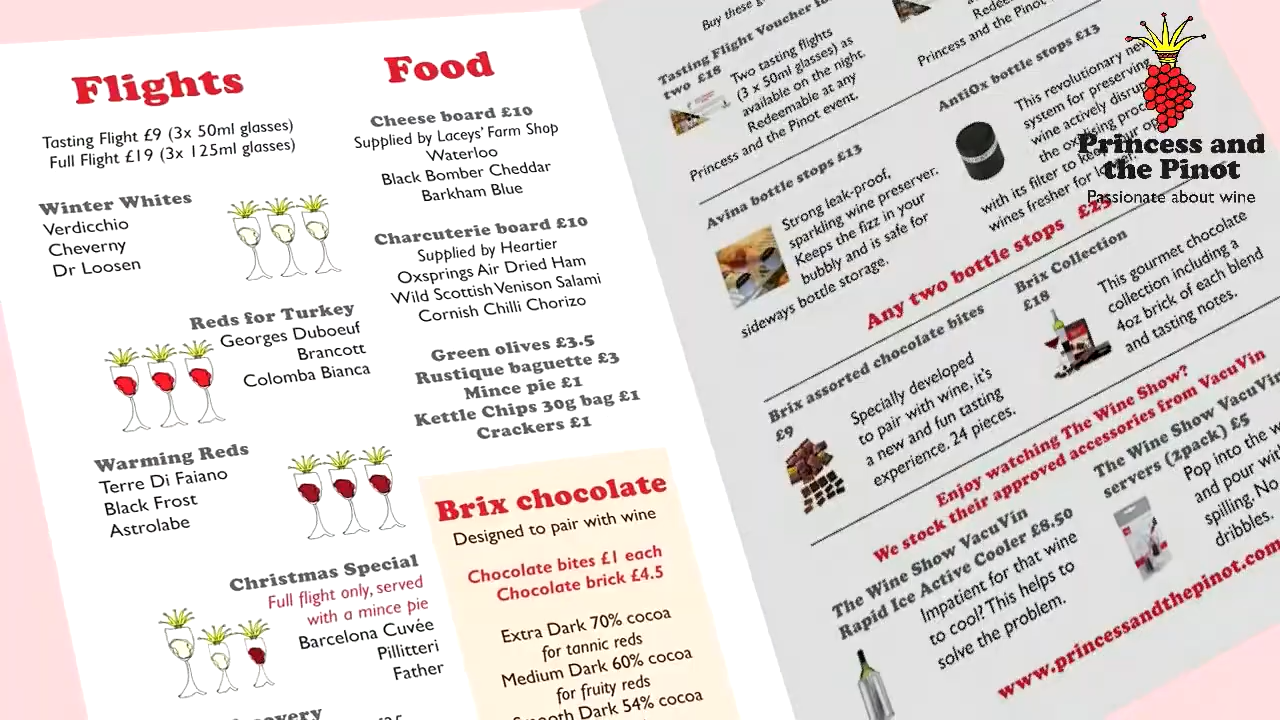 Flights
Tasting Flight £9 (3x 50ml glasses)
Full Flight £19 (3x 125ml glasses)
Winter Whites
Verdicchio
Cheverny
Dr Loosen
Reds for Turkey
Georges Duboeuf
Brancott
Colomba Bianca
Warming Reds
Terre Di Faiano
Black Frost
Astrolabe
Christmas Special
Full flight only, served
with a mince pie
Barcelona Cuvée
Pillitteri
Father
Food
Cheese board £10
Supplied by Laceys' Farm Shop
Waterloo
Black Bomber Cheddar
Barkham Blue
Charcuterie board £10
Supplied by Heartier
Oxsprings Air Dried Ham
Wild Scottish Venison Salami
Cornish Chilli Chorizo
Green olives £3.5
Rustique baguette £3
Mince pie £1
Kettle Chips 30g bag £1
Crackers £1
Brix chocolate
Designed to pair with wine
Chocolate bites £1 each
Chocolate brick £4.5
Extra Dark 70% cocoa
for tannic reds
Medium Dark 60% cocoa
for fruity reds
Smooth Dark 54% cocoa
Buy these
Tasting Flight Voucher for
two £18
Two tasting flights
(3 x 50ml glasses) as
available on the night.
Redeemable at any
Princess and the Pinot event.
Princess and the Pinot
Avina bottle stops £13
Strong leak-proof,
sparkling wine preserver.
Keeps the fizz in your
bubbly and is safe for
sideways bottle storage.
AntiOx bottle stops £13
This revolutionary new
system for preserving
wine actively
the oxidising
with its filter to keep your
wines fresher for
Any two bottle stops £25
Brix assorted chocolate bites
£9
Specially developed
to pair with wine, it's
a new and fun tasting
experience. 24 pieces.
Brix Collection
£18
This gourmet chocolate
collection including a
4oz brick of each blend
and tasting notes.
Enjoy watching The Wine Show?
We stock their approved accessories from VacuVin
The Wine Show VacuVin
Rapid Ice Active Cooler £8.50
Impatient for that wine
to cool? This helps to
solve the problem.
The Wine Show VacuVin
servers (2pack) £5
Pop into the
and pour
spilling. No
dribbles.
www.princessandthepinot.com
Princess and
the Pinot
Passionate about wine